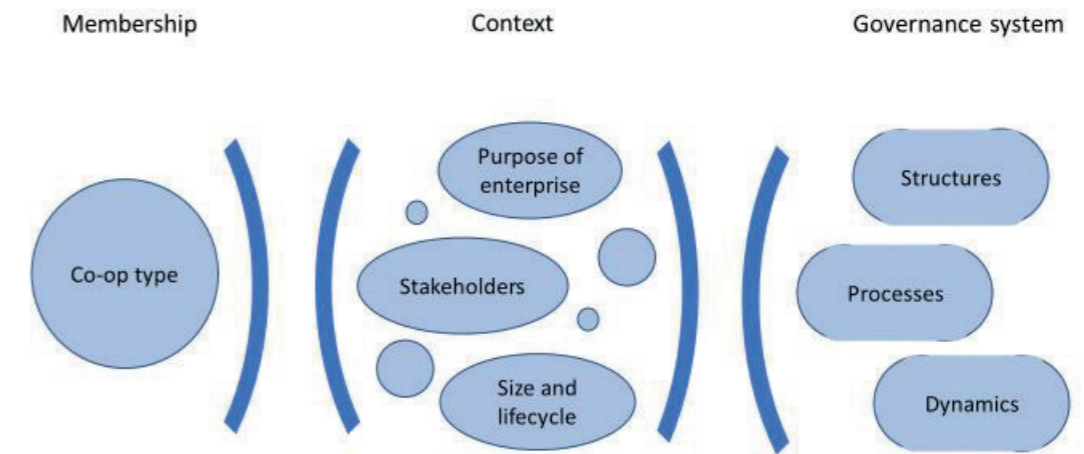 Membership
Context
Governance system
Purpose of
enterprise
Structures
Co-op type
Stakeholders
Processes
Size and
lifecycle
Dynamics